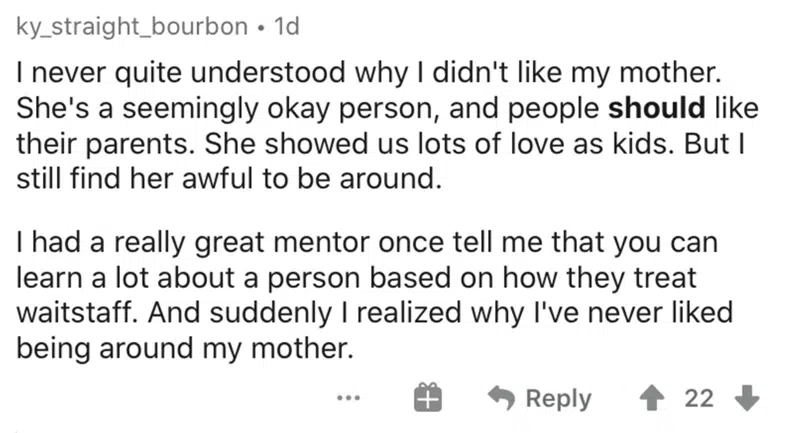 ky_straight_bourbon • 1d
I never quite understood why I didn't like my mother.
She's a seemingly okay person, and people should like
their parents. She showed us lots of love as kids. But I
still find her awful to be around.
I had a really great mentor once tell me that you can
learn a lot about a person based on how they treat
waitstaff. And suddenly I realized why I've never liked
being around my mother.
... Reply 22